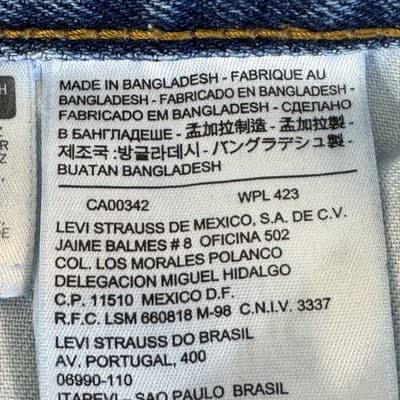 MADE IN BANGLADESH - FABRIQUE AU
BANGLADESH - FABRICADO EN BANGLADESH -
FABRICADO EM BANGLADESH - СДЕЛАНО
В БАНГЛАДЕШЕ - 孟加拉制造 - 孟加拉製 -
제조국 :방글라데시 - バングラデシュ製 -
BUATAN BANGLADESH
CA00342 WPL 423
LEVI STRAUSS DE MEXICO, S.A. DE C.V.
JAIME BALMES # 8 OFICINA 502
COL. LOS MORALES POLANCO
DELEGACION MIGUEL HIDALGO
C.P. 11510 MEXICO D.F.
R.F.C. LSM 660818 M-98 C.N.I.V. 3337
LEVI STRAUSS DO BRASIL
AV. PORTUGAL, 400
06990-110
ITAPEVI - SAO PAULO BRASIL